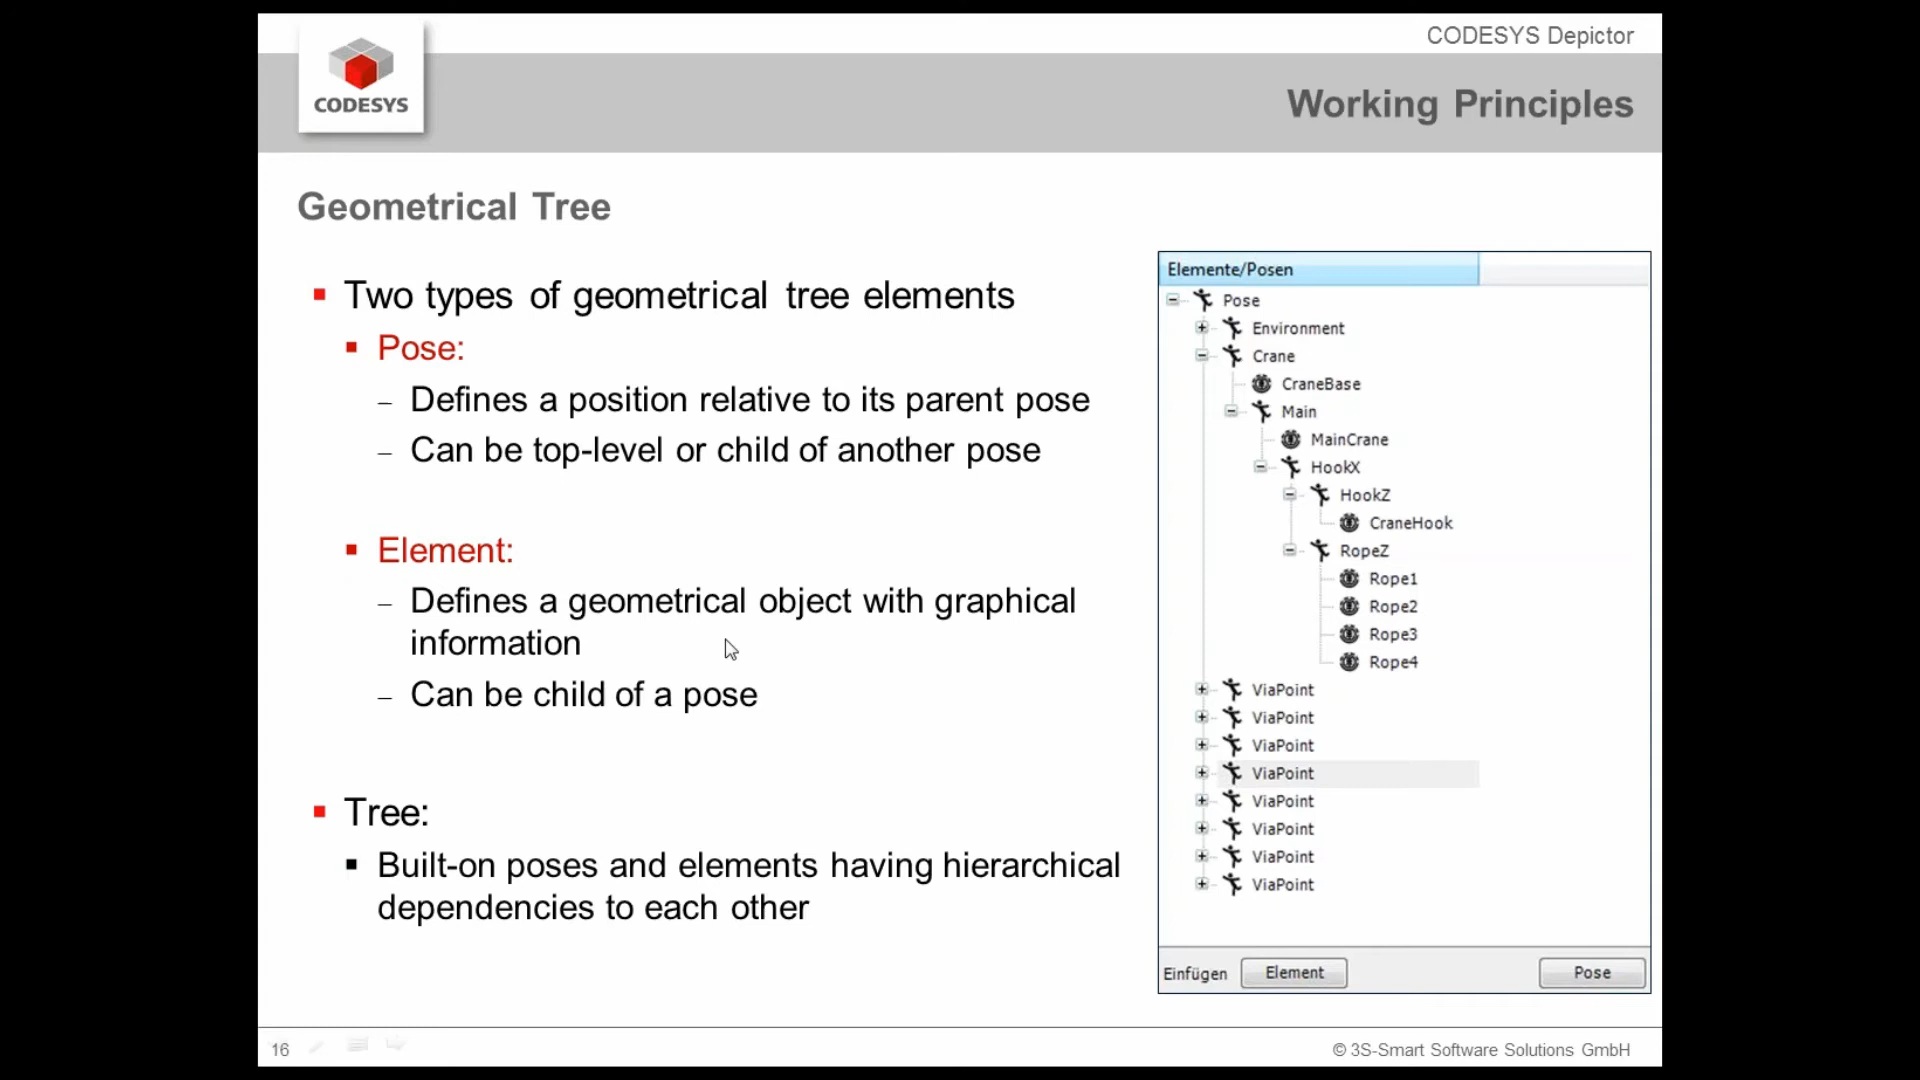 CODESYS Depictor
CODESYS
Working Principles
Geometrical Tree
Two types of geometrical tree elements
Pose:
– Defines a position relative to its parent pose
– Can be top-level or child of another pose
Element:
– Defines a geometrical object with graphical
information
– Can be child of a pose
Tree:
Built-on poses and elements having hierarchical
dependencies to each other
Elemente/Posen
Pose
Environment
Crane
CraneBase
Main
MainCrane
HookX
HookZ
CraneHook
RopeZ
Rope1
Rope2
Rope3
Rope4
ViaPoint
ViaPoint
ViaPoint
ViaPoint
ViaPoint
ViaPoint
ViaPoint
ViaPoint
Einfügen Element Pose
16
© 3S-Smart Software Solutions GmbH